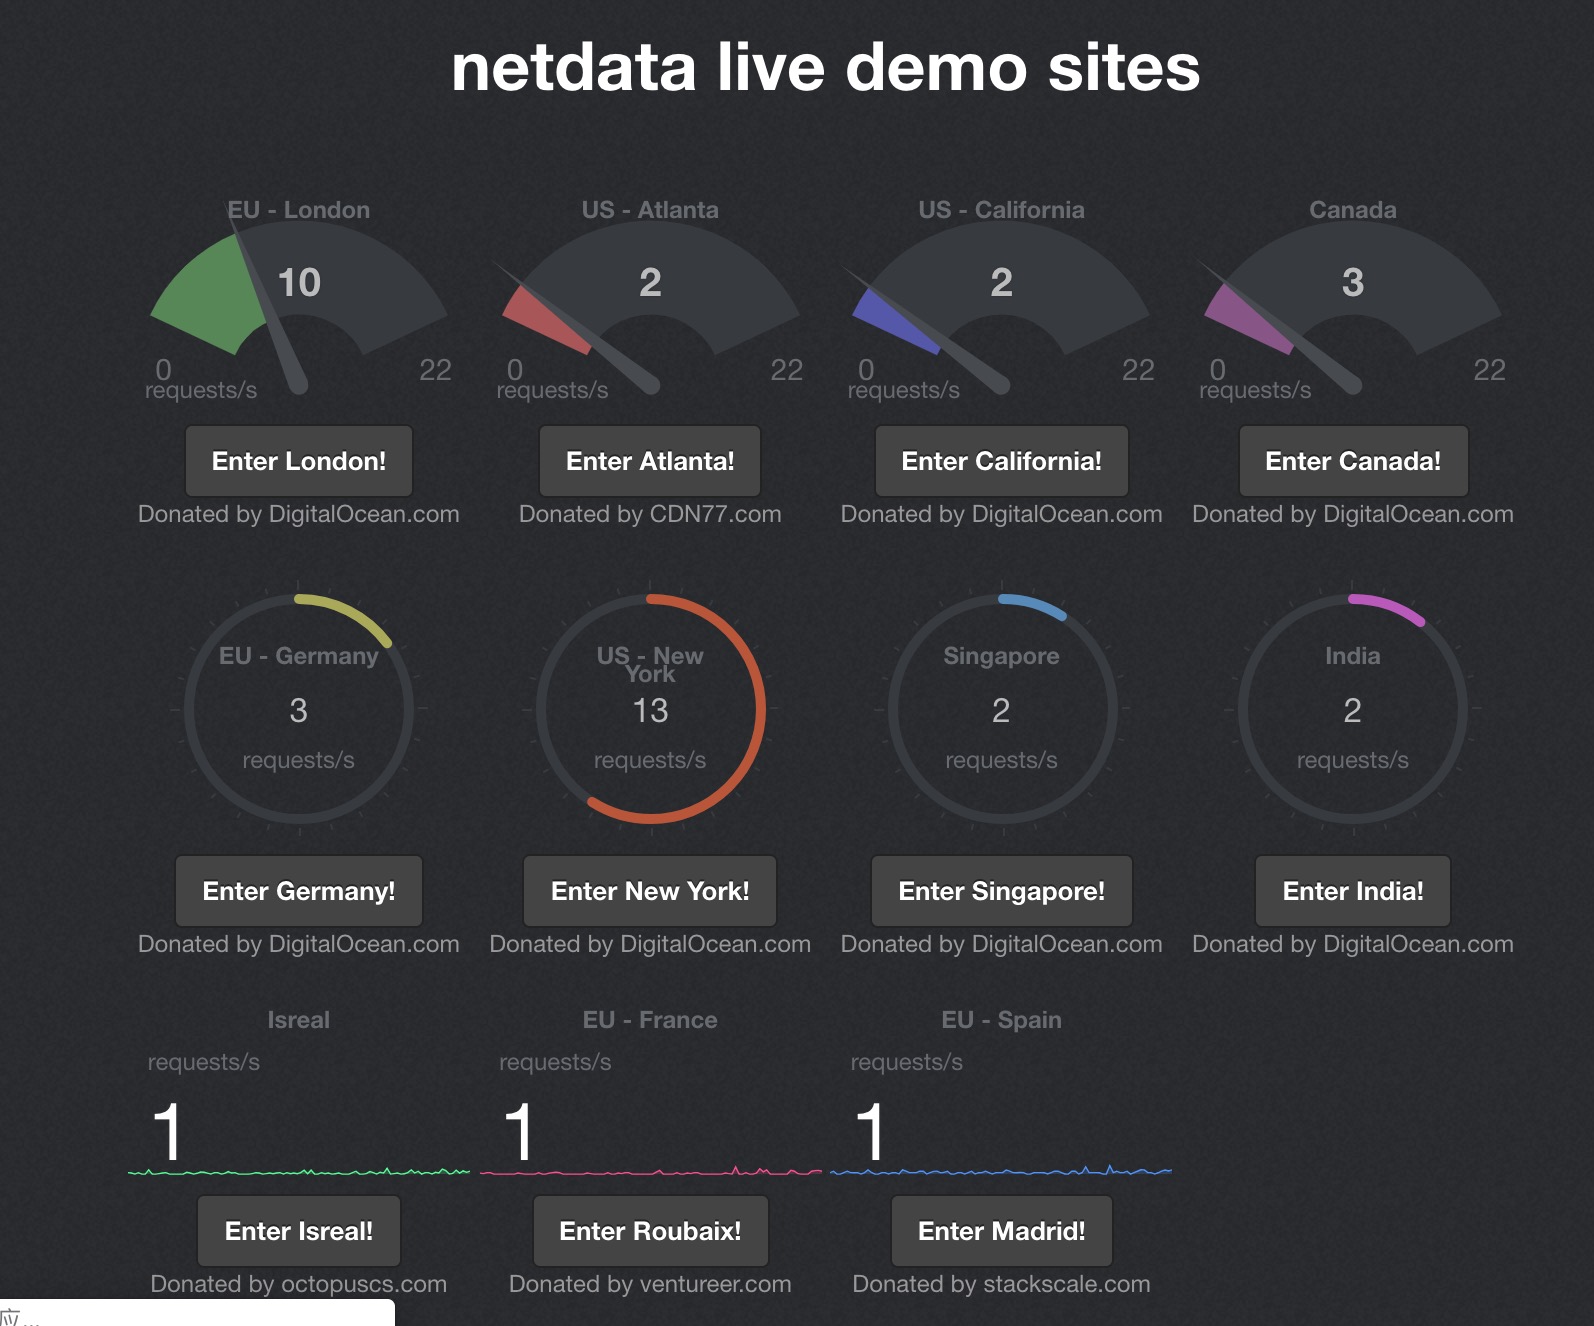 netdata live demo sites
EU - London
10
0
22
requests/s
Enter London!
Donated by DigitalOcean.com
US - Atlanta
2
0
22
requests/s
Enter Atlanta!
Donated by CDN77.com
US - California
2
0
22
requests/s
Enter California!
Donated by DigitalOcean.com
Canada
3
0
22
requests/s
Enter Canada!
Donated by DigitalOcean.com
EU - Germany
3
requests/s
Enter Germany!
Donated by DigitalOcean.com
US - New
York
13
requests/s
Enter New York!
Donated by DigitalOcean.com
Singapore
2
requests/s
Enter Singapore!
Donated by DigitalOcean.com
India
2
requests/s
Enter India!
Donated by DigitalOcean.com
Isreal
requests/s
1
Enter Isreal!
Donated by octopuscs.com
EU - France
requests/s
1
Enter Roubaix!
Donated by ventureer.com
EU - Spain
requests/s
1
Enter Madrid!
Donated by stackscale.com
应...